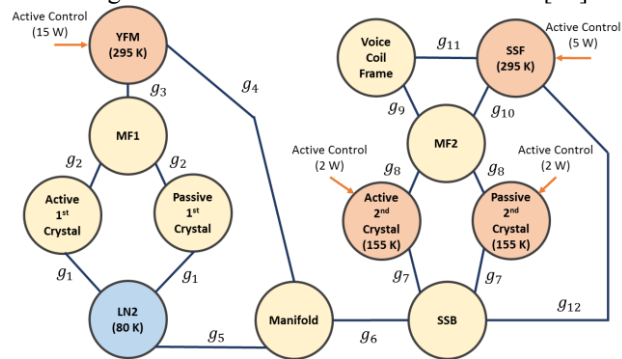 Active Control
(15 W)
YFM
(295 K)
Voice
Coil
Frame
g₁₁
SSF
(295 K)
Active Control
(5 W)
g₃
g₄
g₉
g₁₀
MF1
MF2
g₂
g₂
Active Control
(2 W)
g₈
g₈
Active Control
(2 W)
Active
1st
Crystal
Passive
1st
Crystal
Active
2nd
Crystal
(155 K)
Passive
2nd
Crystal
(155 K)
g₁
g₁
g₇
g₇
LN2
(80 K)
g₅
Manifold
g₆
SSB
g₁₂